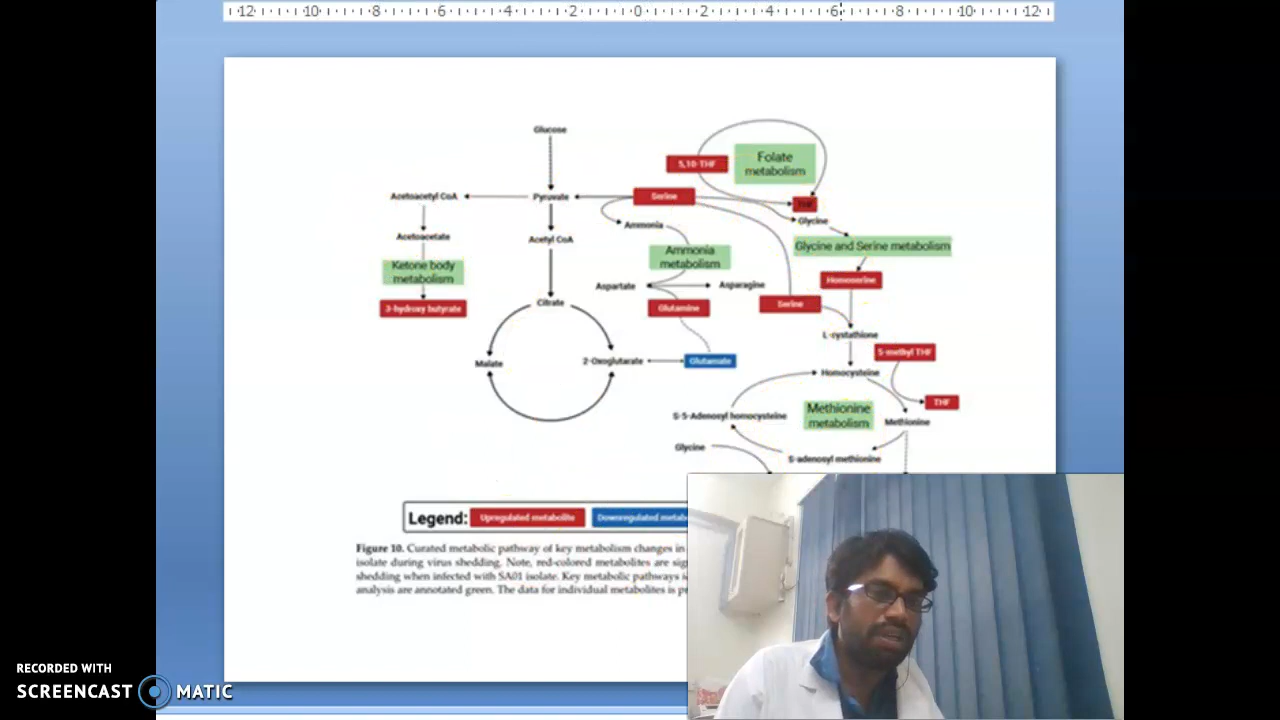 12 10 8 6 4 2 0 2 4 6 8 10 12
Glucose
5,10-THF
Folate
metabolism
Acetoacetyl CoA
Pyruvate
Serine
THF
Glycine
Ammonia
Acetoacetate
Acetyl CoA
Ammonia
metabolism
Glycine and Serine metabolism
Ketone body
metabolism
Aspartate
Asparagine
Homoserine
3-hydroxy butyrate
Citrate
Glutamine
Serine
L-cystathione
5-methyl THF
Malate
2-Oxoglutarate
Glutamate
Homocysteine
THF
S-5-Adenosyl homocysteine
Methionine
metabolism
Methionine
Glycine
S-adenosyl methionine
Legend:
Upregulated metabolite
Downregulated metab
Figure 10. Curated metabolic pathway of key metabolism changes in
isolate during virus shedding. Note, red-colored metabolites are sig
shedding when infected with SA01 isolate. Key metabolic pathways
analysis are annotated green. The data for individual metabolites is
RECORDED WITH
SCREENCAST MATIC